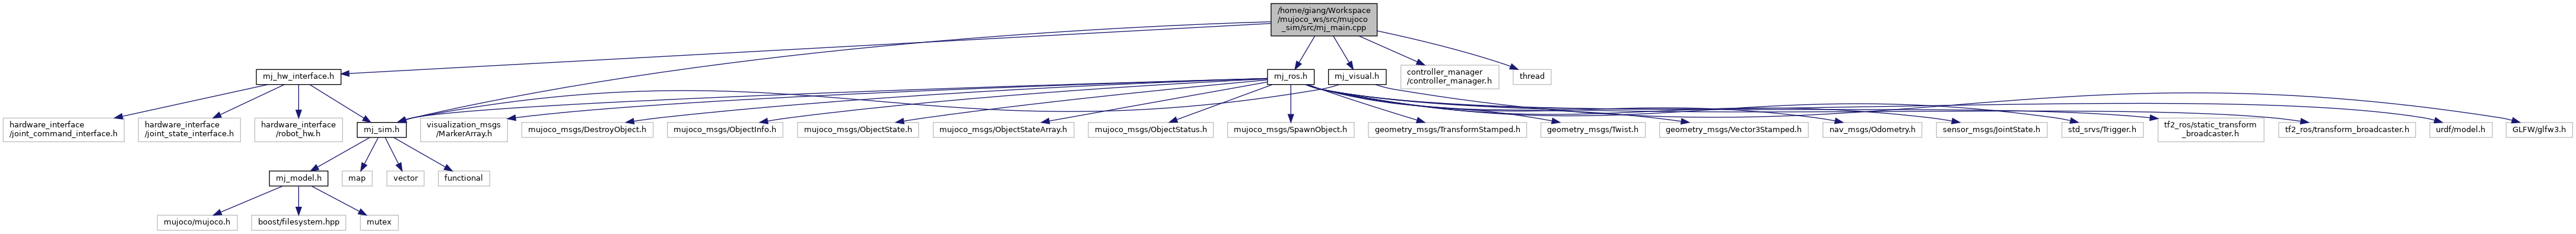 /home/giang/Workspace
/mujoco_ws/src/mujoco
_sim/src/mj_main.cpp
mj_hw_interface.h
mj_ros.h
mj_visual.h
controller_manager
/controller_manager.h
thread
hardware_interface
/joint_command_interface.h
hardware_interface
/joint_state_interface.h
hardware_interface
/robot_hw.h
mj_sim.h
visualization_msgs
/MarkerArray.h
mujoco_msgs/DestroyObject.h
mujoco_msgs/ObjectInfo.h
mujoco_msgs/ObjectState.h
mujoco_msgs/ObjectStateArray.h
mujoco_msgs/ObjectStatus.h
mujoco_msgs/SpawnObject.h
geometry_msgs/TransformStamped.h
geometry_msgs/Twist.h
geometry_msgs/Vector3Stamped.h
nav_msgs/Odometry.h
sensor_msgs/JointState.h
std_srvs/Trigger.h
tf2_ros/static_transform
_broadcaster.h
tf2_ros/transform_broadcaster.h
urdf/model.h
GLFW/glfw3.h
mj_model.h
map
vector
functional
mujoco/mujoco.h
boost/filesystem.hpp
mutex